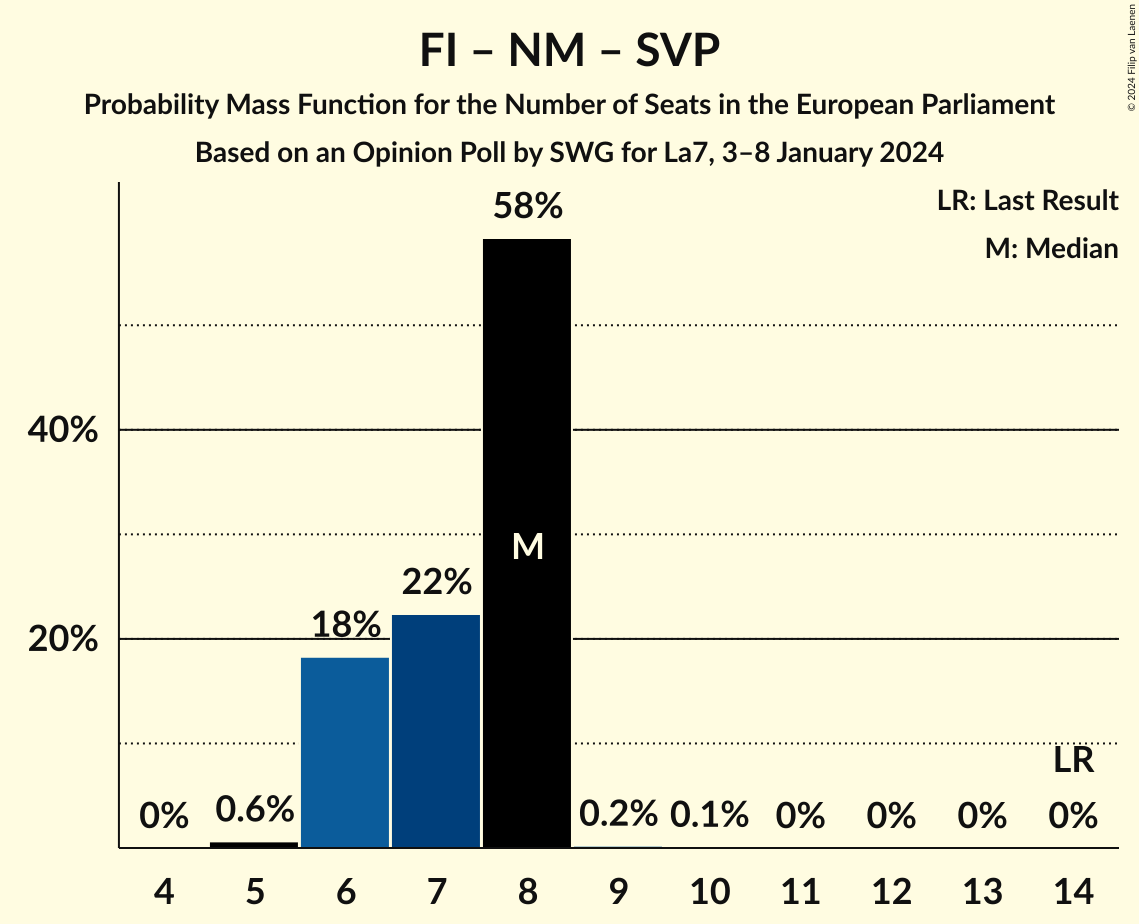 FI – NM – SVP
Probability Mass Function for the Number of Seats in the European Parliament
Based on an Opinion Poll by SWG for La7, 3–8 January 2024
© 2024 Filip van Laenen
LR: Last Result
M: Median
58%
40%
M
22%
18%
20%
LR
0%
0.6%
0.2%
0.1%
0%
0%
0%
0%
4 5 6 7 8 9 10 11 12 13 14